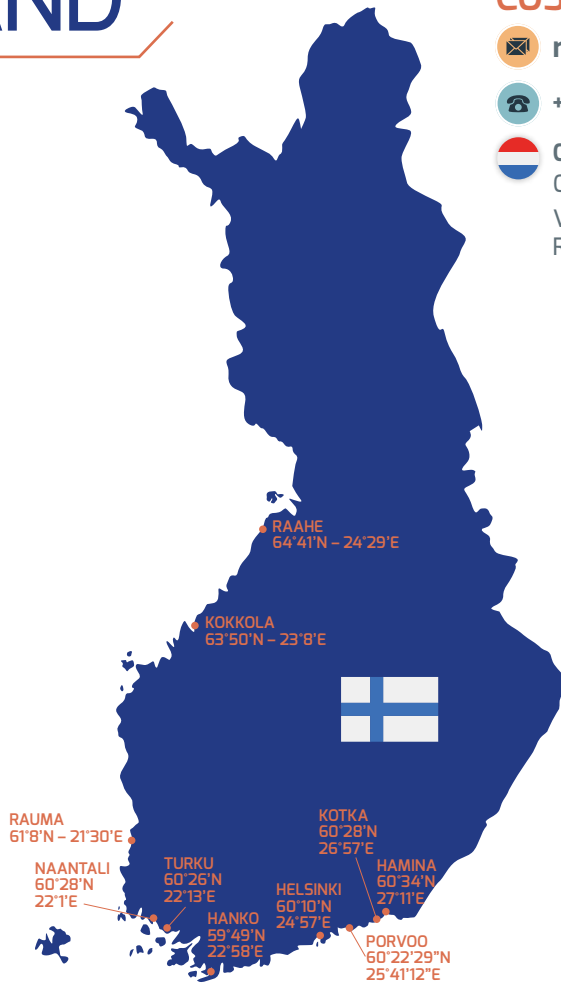 RAAHE
64°41'N – 24°29'E
KOKKOLA
63°50'N – 23°8'E
RAUMA
61°8'N – 21°30'E
NAANTALI
60°28'N
22°1'E
TURKU
60°26'N
22°13'E
HANKO
59°49'N
22°58'E
HELSINKI
60°10'N
24°57'E
KOTKA
60°28'N
26°57'E
HAMINA
60°34'N
27°11'E
PORVOO
60°22'29"N
25°41'12"E